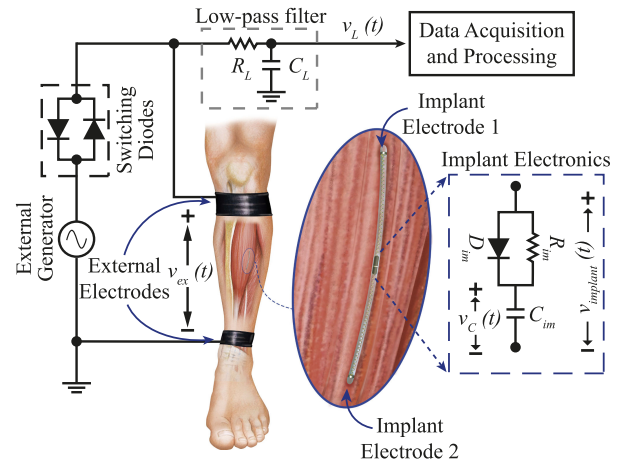 Low-pass filter
v_L (t)
Data Acquisition
and Processing
R_L
C_L
Switching
Diodes
External
Generator
External
Electrodes
+
v_ex (t)
−
Implant
Electrode 1
Implant Electronics
+
D_im
R_im
v_implant (t)
+
v_C (t)
C_im
−
−
Implant
Electrode 2